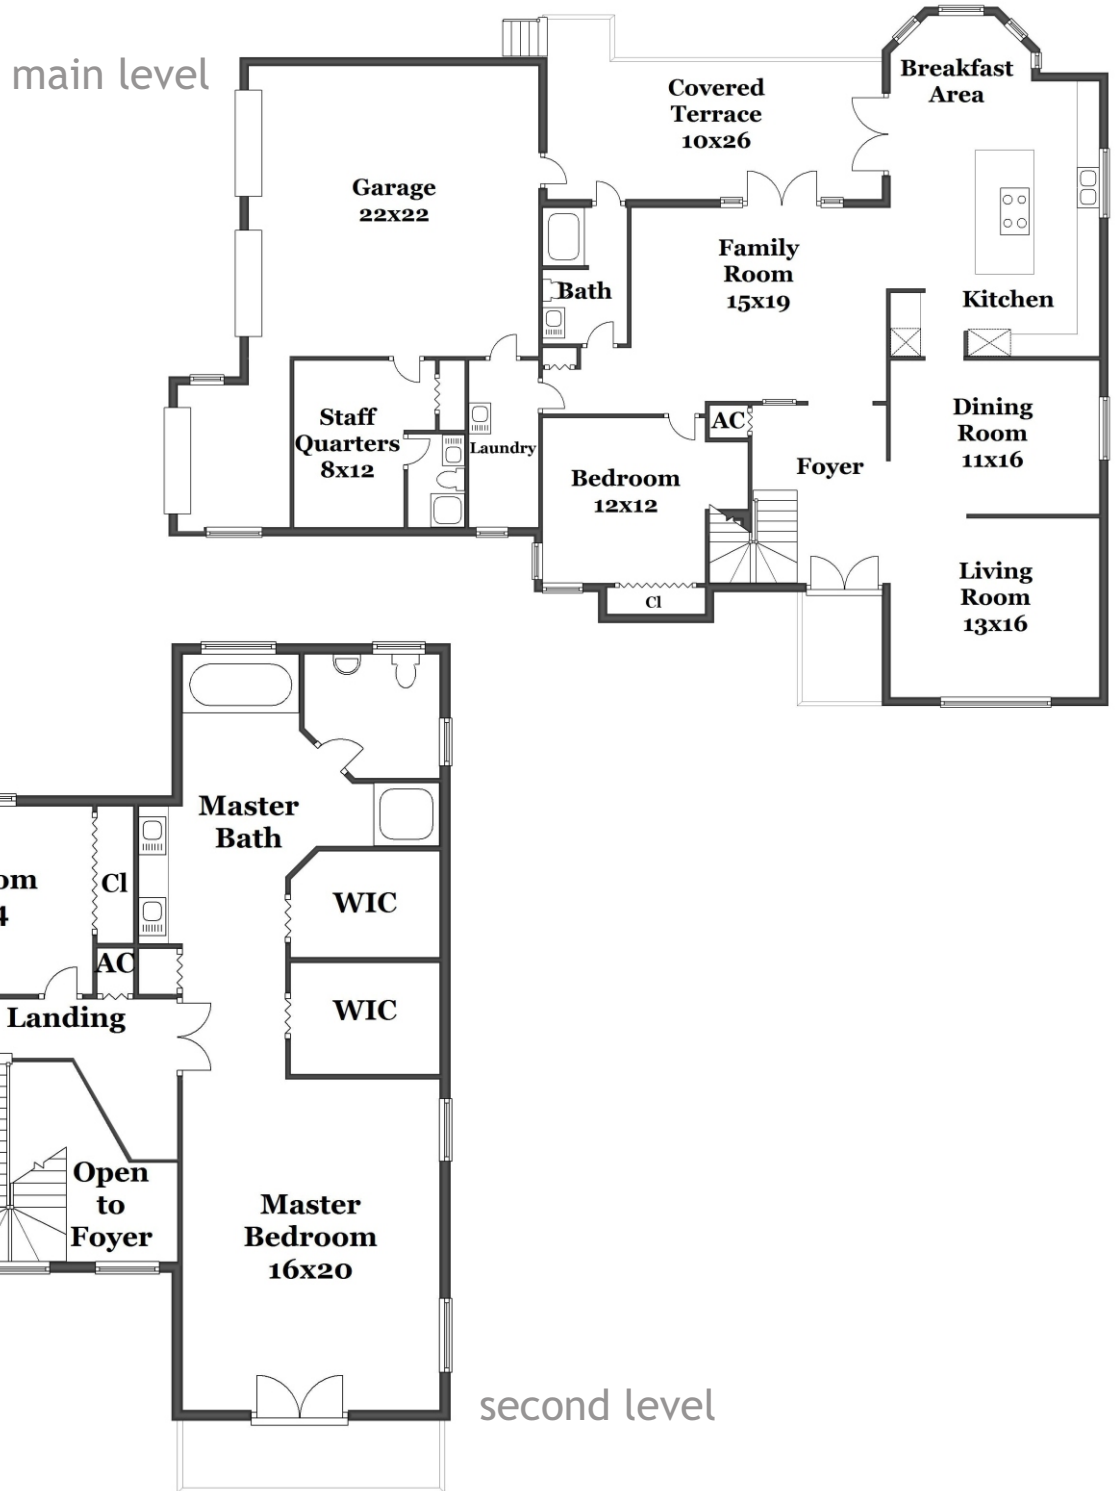 main level
Breakfast
Area
Covered
Terrace
10x26
Garage
22x22
Family
Room
15x19
Bath
Kitchen
Staff
Quarters
8x12
Laundry
AC
Dining
Room
11x16
Bedroom
12x12
Foyer
Living
Room
13x16
Cl
Master
Bath
om
4
Cl
WIC
AC
WIC
Landing
Open
to
Foyer
Master
Bedroom
16x20
second level